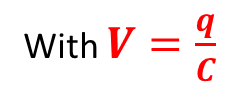 With V = q/C